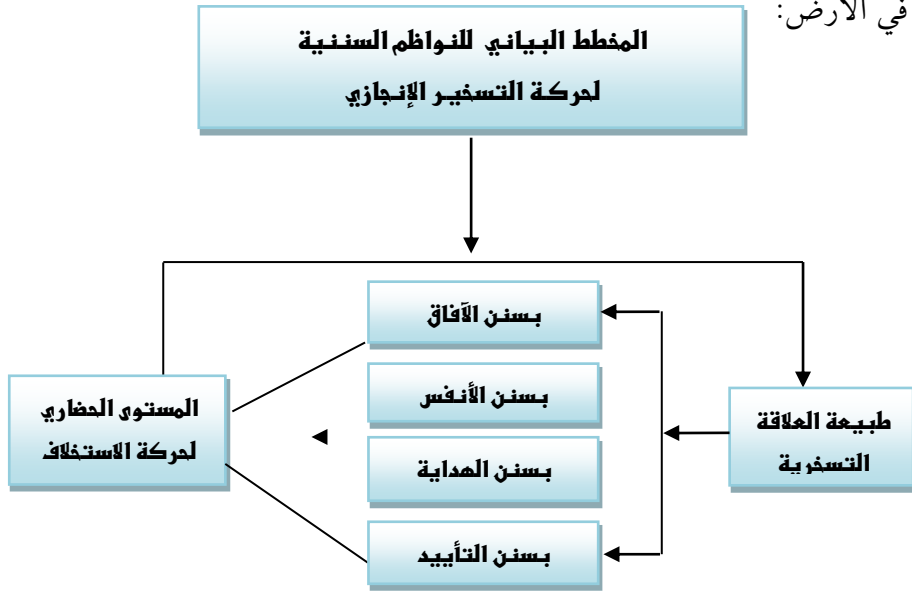 في الأرض:
المخطط البياني للنواظم السننية
لحركة التسخير الإنجازي
بسنن الآفاق
بسنن الأنفس
بسنن الهداية
بسنن التأييد
طبيعة العلاقة
التسخرية
المستوى الحضاري
لحركة الاستخلاف